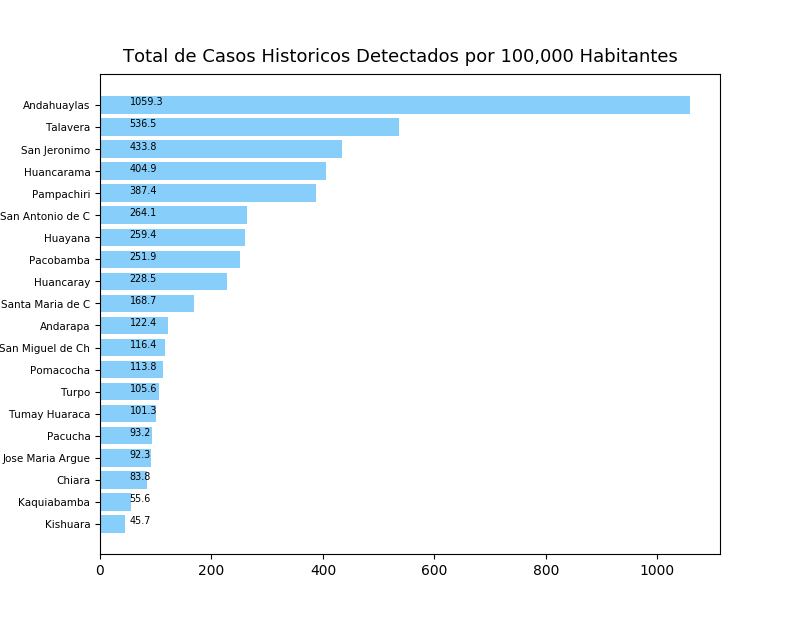 Total de Casos Historicos Detectados por 100,000 Habitantes
Andahuaylas 1059.3
Talavera 536.5
San Jeronimo 433.8
Huancarama 404.9
Pampachiri 387.4
San Antonio de C 264.1
Huayana 259.4
Pacobamba 251.9
Huancaray 228.5
Santa Maria de C 168.7
Andarapa 122.4
San Miguel de Ch 116.4
Pomacocha 113.8
Turpo 105.6
Tumay Huaraca 101.3
Pacucha 93.2
Jose Maria Argue 92.3
Chiara 83.8
Kaquiabamba 55.6
Kishuara 45.7
0 200 400 600 800 1000